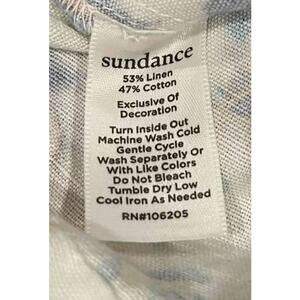 sundance
53% Linen
47% Cotton
Exclusive Of
Decoration
Turn Inside Out
Machine Wash Cold
Gentle Cycle
Wash Separately Or
With Like Colors
Do Not Bleach
Tumble Dry Low
Cool Iron As Needed
RN#106205